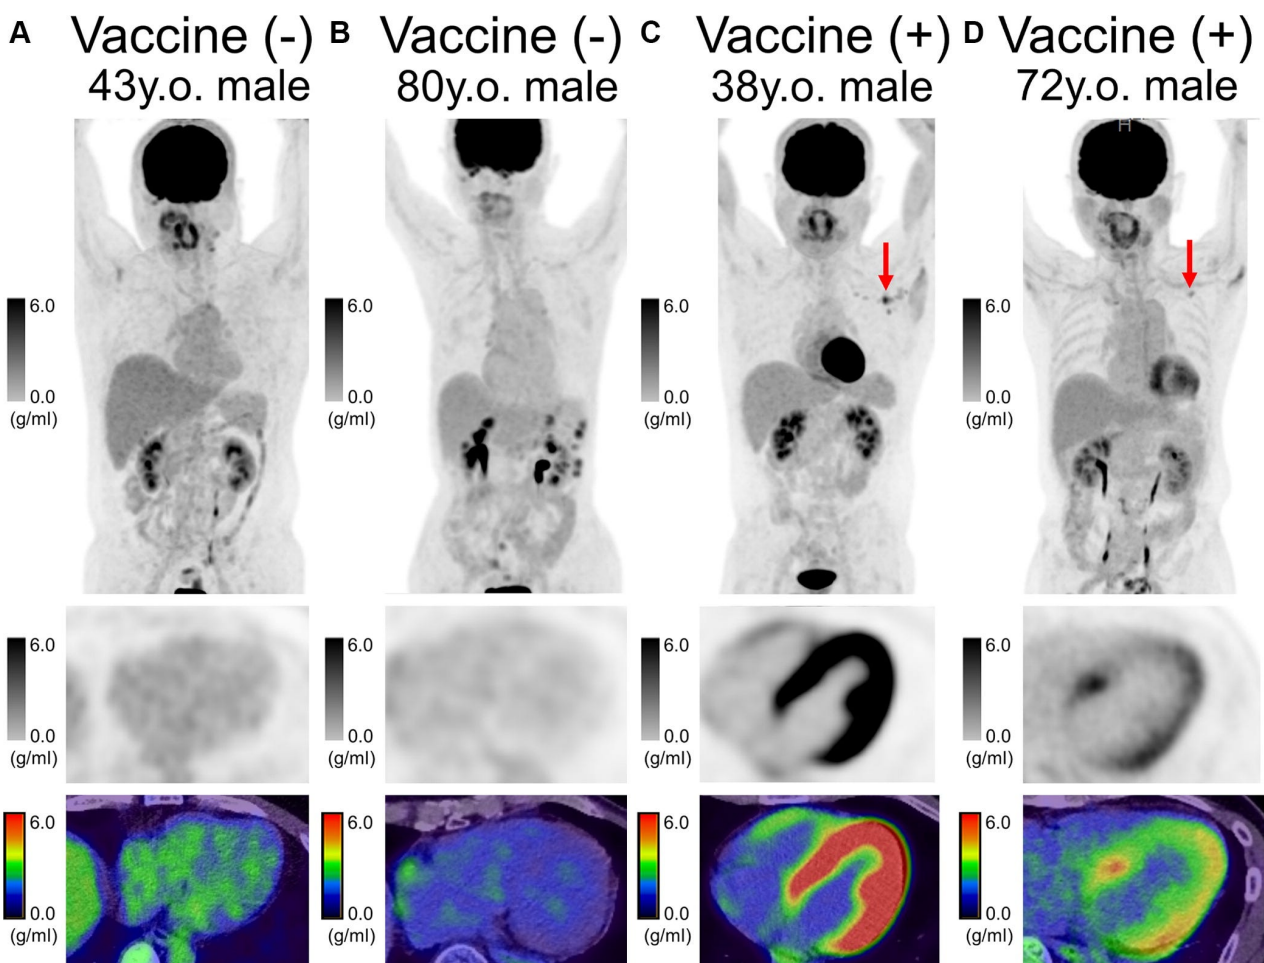 A Vaccine (-)
43y.o. male
B Vaccine (-)
80y.o. male
C Vaccine (+)
38y.o. male
D Vaccine (+)
72y.o. male
H
6.0
0.0
(g/ml)
6.0
0.0
(g/ml)
6.0
0.0
(g/ml)
6.0
0.0
(g/ml)
6.0
0.0
(g/ml)
6.0
0.0
(g/ml)
6.0
0.0
(g/ml)
6.0
0.0
(g/ml)
6.0
0.0
(g/ml)
6.0
0.0
(g/ml)
6.0
0.0
(g/ml)
6.0
0.0
(g/ml)